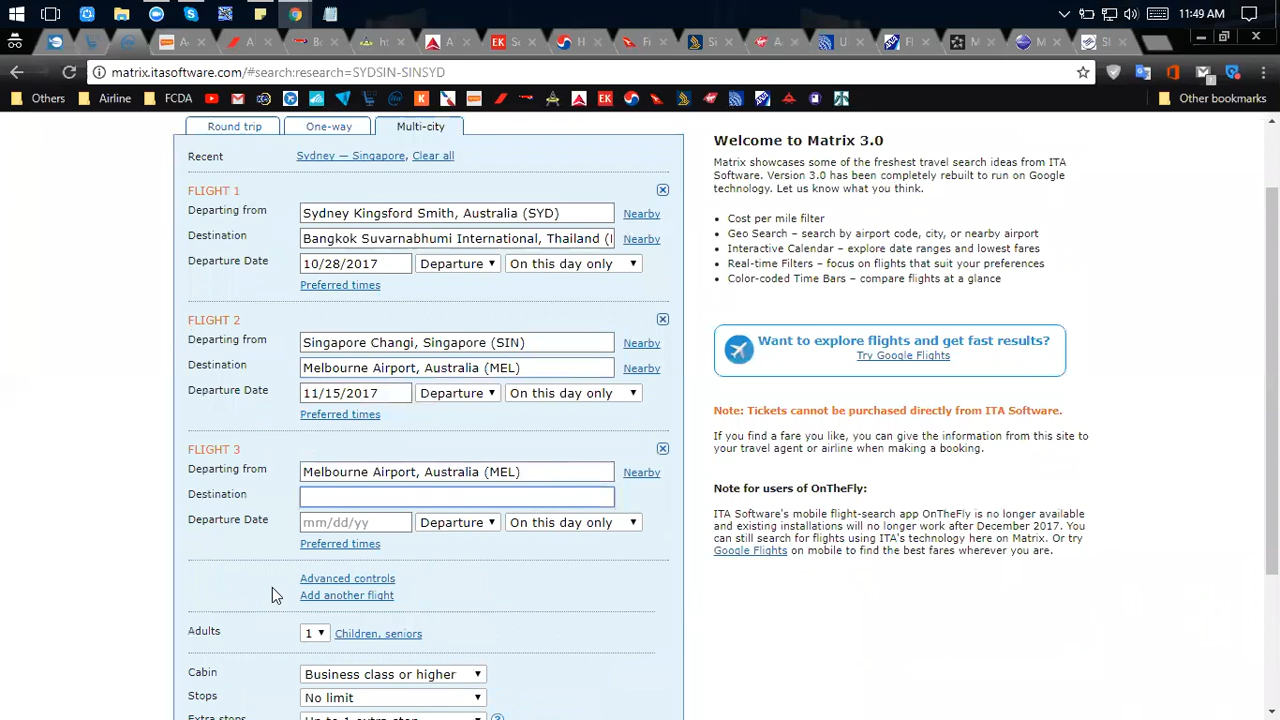 11:49 AM
A
B
ht
A
S
H
Fi
Si
A
U
F
M
M
Sl
matrix.itasoftware.com/#search:research=SYDSIN-SINSYD
Others Airline FCDA Other bookmarks
Round trip One-way Multi-city
Recent Sydney — Singapore, Clear all
FLIGHT 1
Departing from Sydney Kingsford Smith, Australia (SYD) Nearby
Destination Bangkok Suvarnabhumi International, Thailand ( Nearby
Departure Date 10/28/2017 Departure On this day only
Preferred times
FLIGHT 2
Departing from Singapore Changi, Singapore (SIN) Nearby
Destination Melbourne Airport, Australia (MEL) Nearby
Departure Date 11/15/2017 Departure On this day only
Preferred times
FLIGHT 3
Departing from Melbourne Airport, Australia (MEL) Nearby
Destination
Departure Date mm/dd/yy Departure On this day only
Preferred times
Advanced controls
Add another flight
Adults 1 Children, seniors
Cabin Business class or higher
Stops No limit
Extra stops Up to 1 extra stop
Welcome to Matrix 3.0
Matrix showcases some of the freshest travel search ideas from ITA
Software. Version 3.0 has been completely rebuilt to run on Google
technology. Let us know what you think.
• Cost per mile filter
• Geo Search – search by airport code, city, or nearby airport
• Interactive Calendar – explore date ranges and lowest fares
• Real-time Filters – focus on flights that suit your preferences
• Color-coded Time Bars – compare flights at a glance
Want to explore flights and get fast results?
Try Google Flights
Note: Tickets cannot be purchased directly from ITA Software.
If you find a fare you like, you can give the information from this site to
your travel agent or airline when making a booking.
Note for users of OnTheFly:
ITA Software's mobile flight-search app OnTheFly is no longer available
and existing installations will no longer work after December 2017. You
can still search for flights using ITA's technology here on Matrix. Or try
Google Flights on mobile to find the best fares wherever you are.